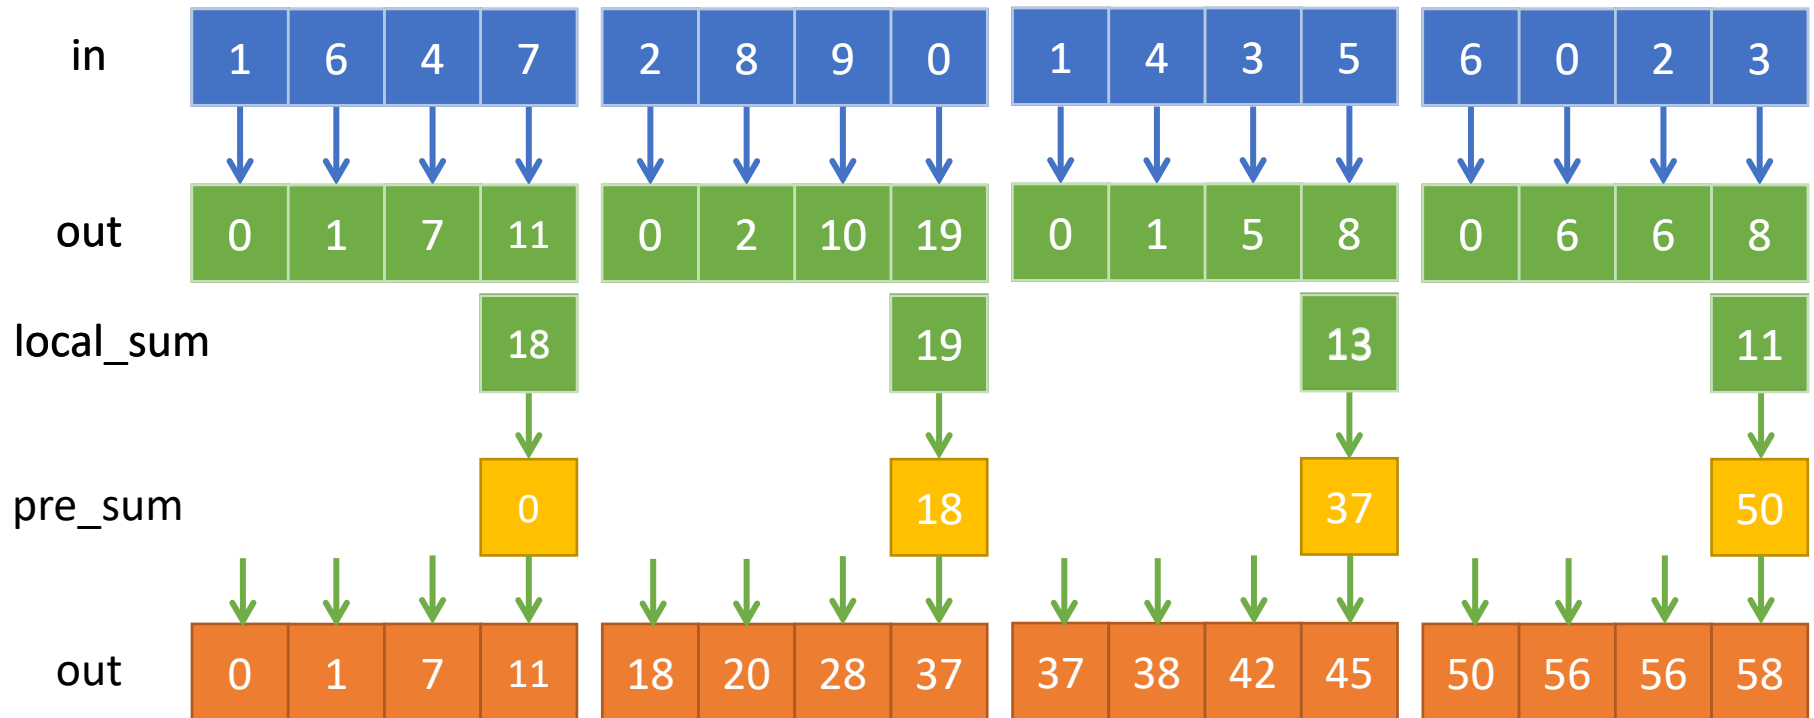 in 1 6 4 7 2 8 9 0 1 4 3 5 6 0 2 3
out 0 1 7 11 0 2 10 19 0 1 5 8 0 6 6 8
local_sum 18 19 13 11
pre_sum 0 18 37 50
out 0 1 7 11 18 20 28 37 37 38 42 45 50 56 56 58